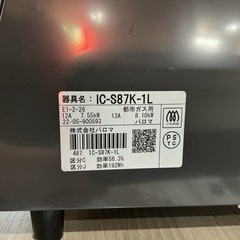 器具名： IC-S87K-1L
E1-2-26 都市ガス用
12A 7.55kW 13A 8.10kW
22·05-900593 パロマ
株式会社パロマ
487 IC-S87K-1L
区分C 効率56.3%
区分J 効率192Wh
PS
TG